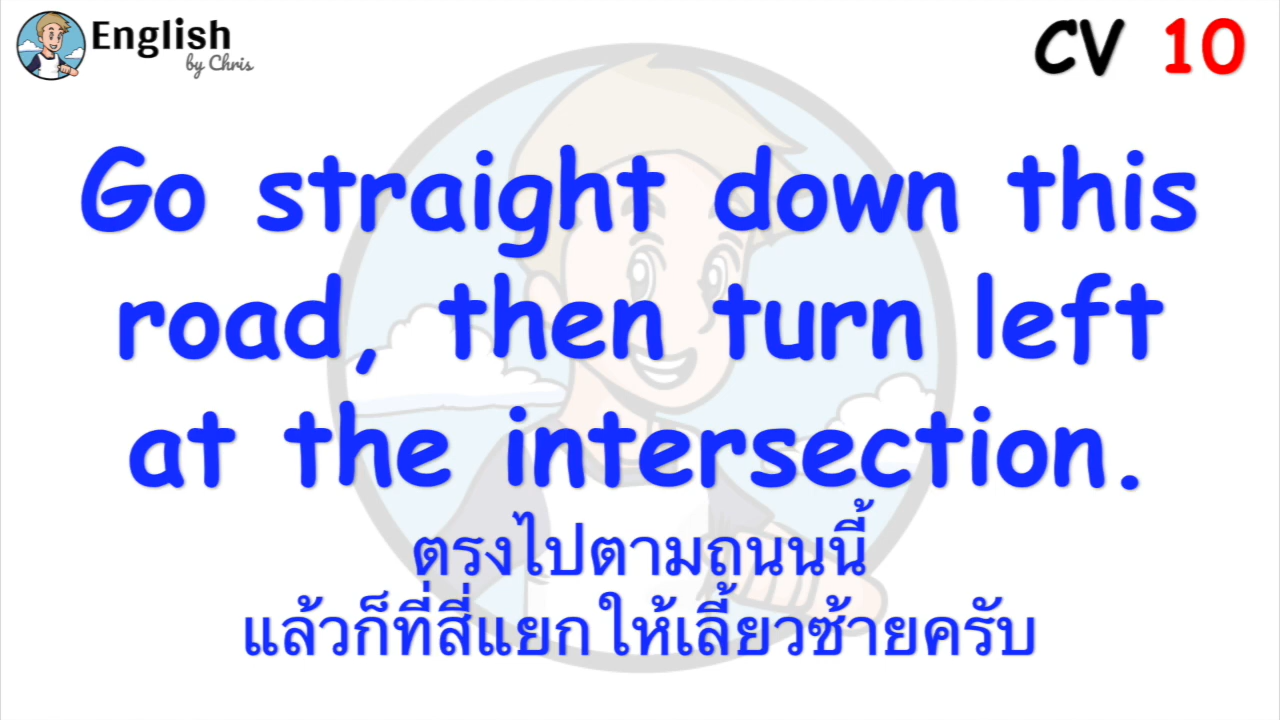 English
by Chris
CV 10
Go straight down this
road, then turn left
at the intersection.
ตรงไปตามถนนนี้
แล้วก็ที่สี่แยก ให้เลี้ยวซ้ายครับ